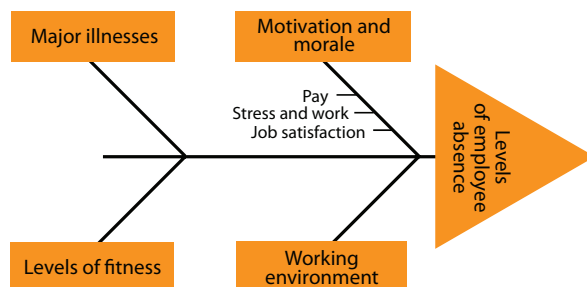 Major illnesses
Motivation and
morale
Pay
Stress and work
Job satisfaction
Levels
of employee
absence
Levels of fitness
Working
environment